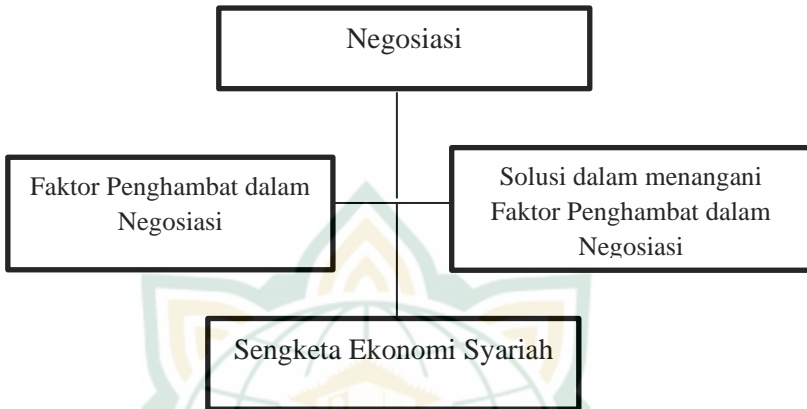 Negosiasi
Faktor Penghambat dalam
Negosiasi
Solusi dalam menangani
Faktor Penghambat dalam
Negosiasi
Sengketa Ekonomi Syariah